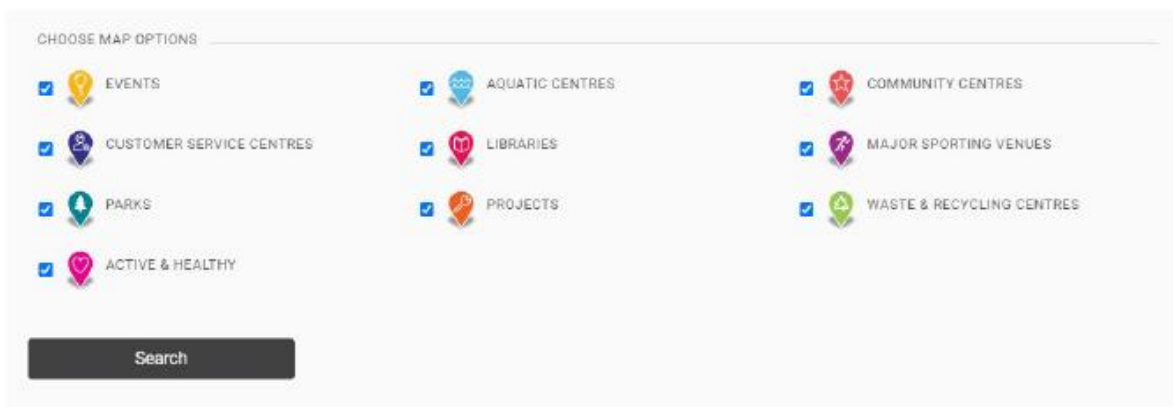 CHOOSE MAP OPTIONS
EVENTS
AQUATIC CENTRES
COMMUNITY CENTRES
CUSTOMER SERVICE CENTRES
LIBRARIES
MAJOR SPORTING VENUES
PARKS
PROJECTS
WASTE & RECYCLING CENTRES
ACTIVE & HEALTHY
Search